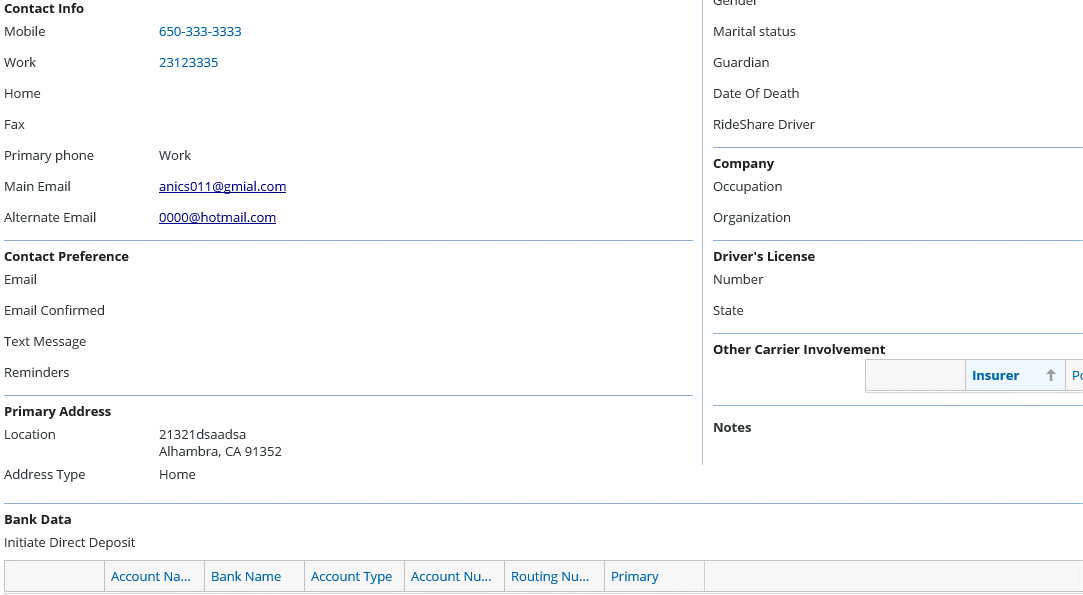 Contact Info
Mobile 650-333-3333
Work 23123335
Home
Fax
Primary phone Work
Main Email anics011@gmial.com
Alternate Email 0000@hotmail.com
Contact Preference
Email
Email Confirmed
Text Message
Reminders
Primary Address
Location 21321dsaadsa
Alhambra, CA 91352
Address Type Home
Gender
Marital status
Guardian
Date Of Death
RideShare Driver
Company
Occupation
Organization
Driver's License
Number
State
Other Carrier Involvement
Insurer
Notes
Bank Data
Initiate Direct Deposit
Account Na... Bank Name Account Type Account Nu... Routing Nu... Primary